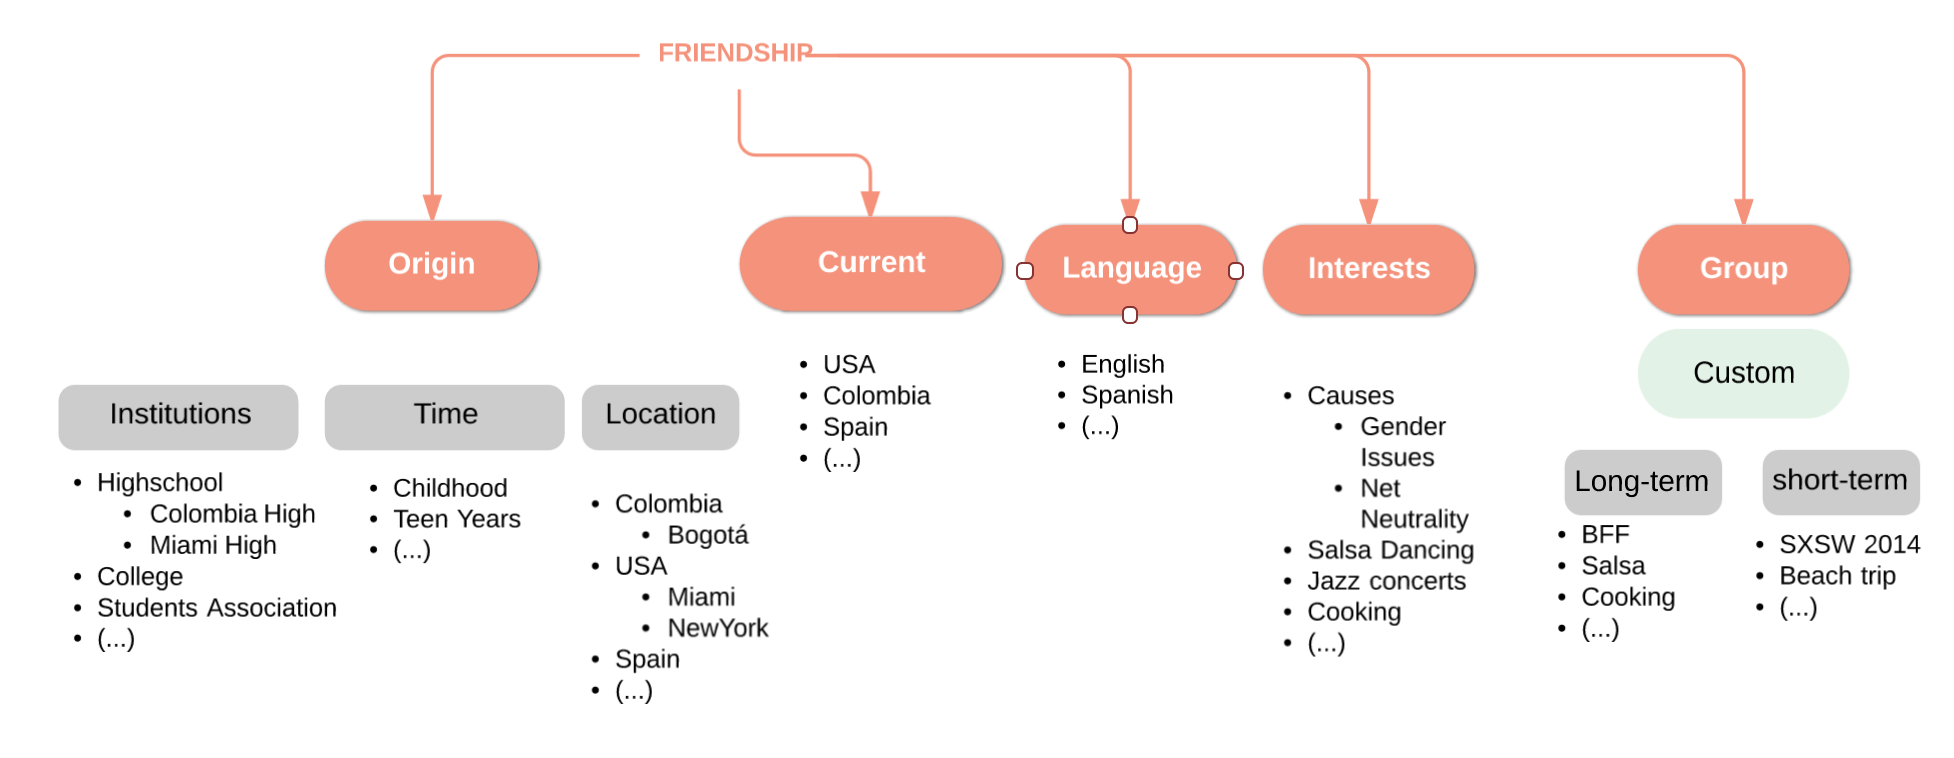 FRIENDSHIP
Origin
Current
Language
Interests
Group
Custom
Institutions
Time
Location
Long-term
short-term
• Highschool
• Colombia High
• Miami High
• College
• Students Association
• (...)
• Childhood
• Teen Years
• (...)
• Colombia
• Bogotá
• USA
• Miami
• NewYork
• Spain
• (...)
• USA
• Colombia
• Spain
• (...)
• English
• Spanish
• (...)
• Causes
• Gender
Issues
• Net
Neutrality
• Salsa Dancing
• Jazz concerts
• Cooking
• (...)
• BFF
• Salsa
• Cooking
• (...)
• SXSW 2014
• Beach trip
• (...)